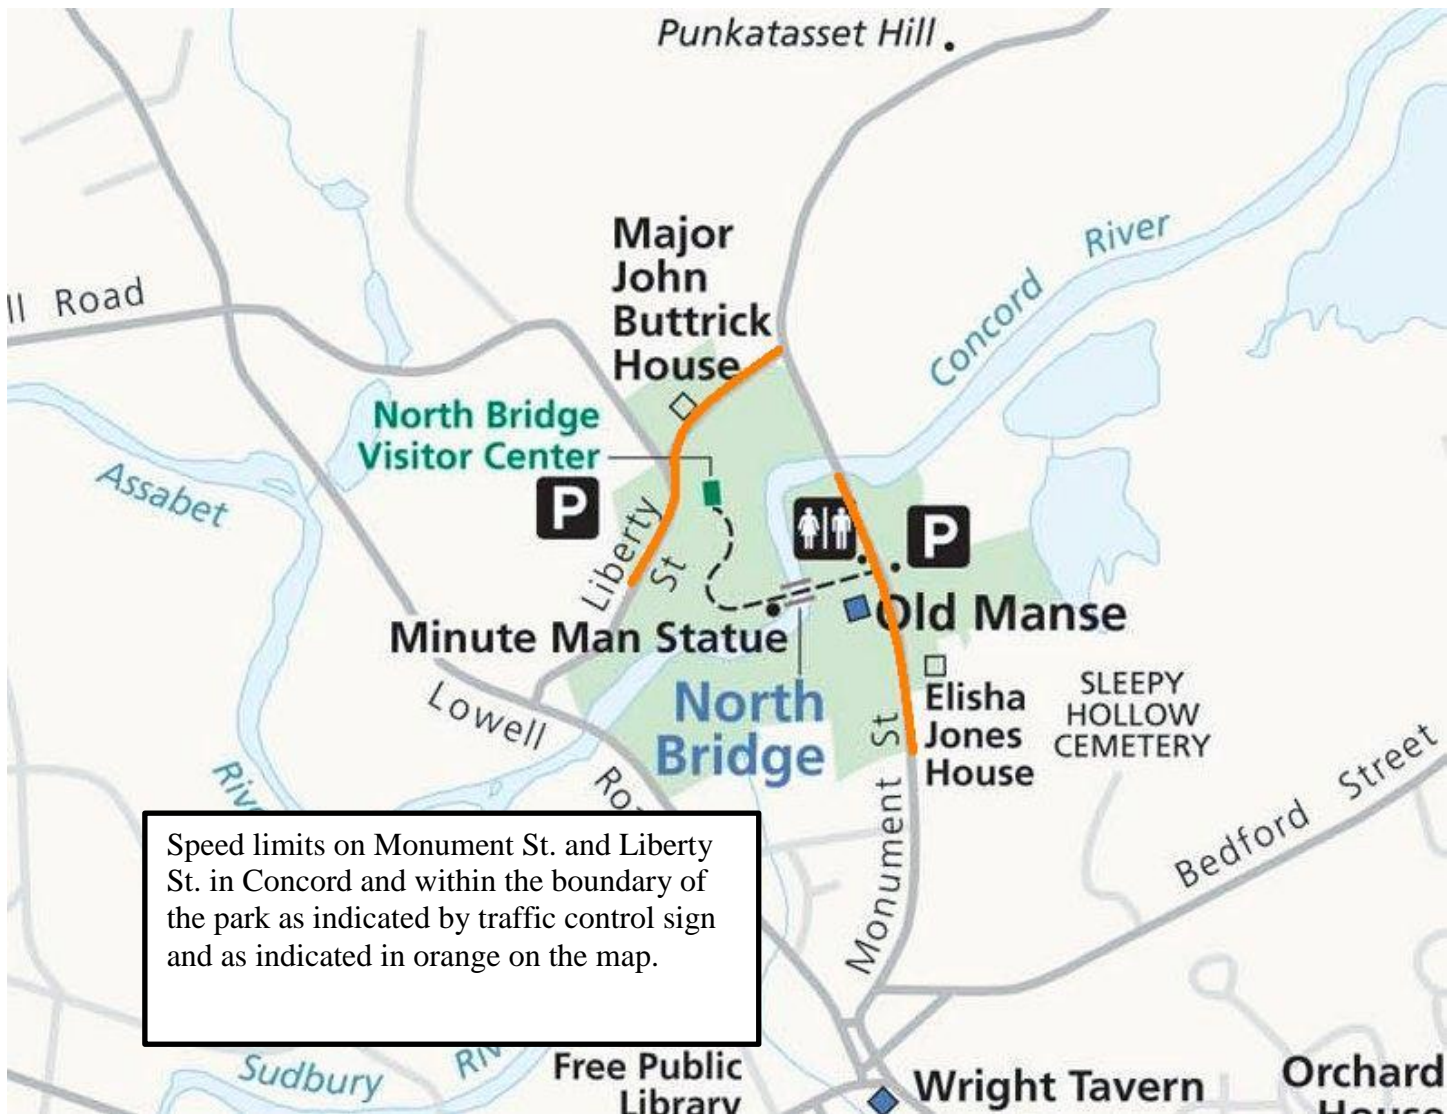 Punkatasset Hill
Major
John
Buttrick
House
Concord River
ll Road
North Bridge
Visitor Center
P
Assabet
Liberty
St
P
Old Manse
Minute Man Statue
North
Bridge
Elisha
Jones
House
SLEEPY
HOLLOW
CEMETERY
Lowell
Monument St
Bedford Street
Speed limits on Monument St. and Liberty
St. in Concord and within the boundary of
the park as indicated by traffic control sign
and as indicated in orange on the map.
Sudbury
Free Public
Library
Wright Tavern
Orchard
House